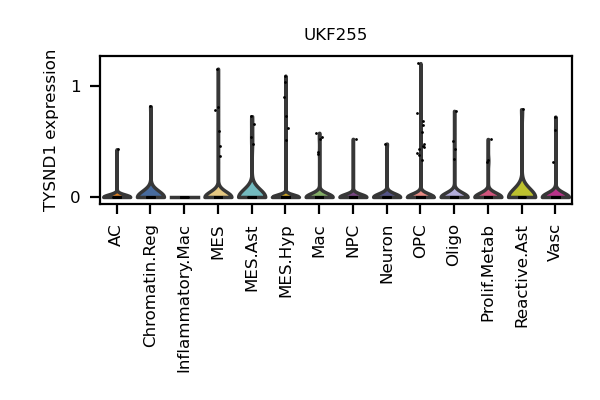 UKF255
TYSND1 expression
1
0
AC
Chromatin.Reg
Inflammatory.Mac
MES
MES.Ast
MES.Hyp
Mac
NPC
Neuron
OPC
Oligo
Prolif.Metab
Reactive.Ast
Vasc